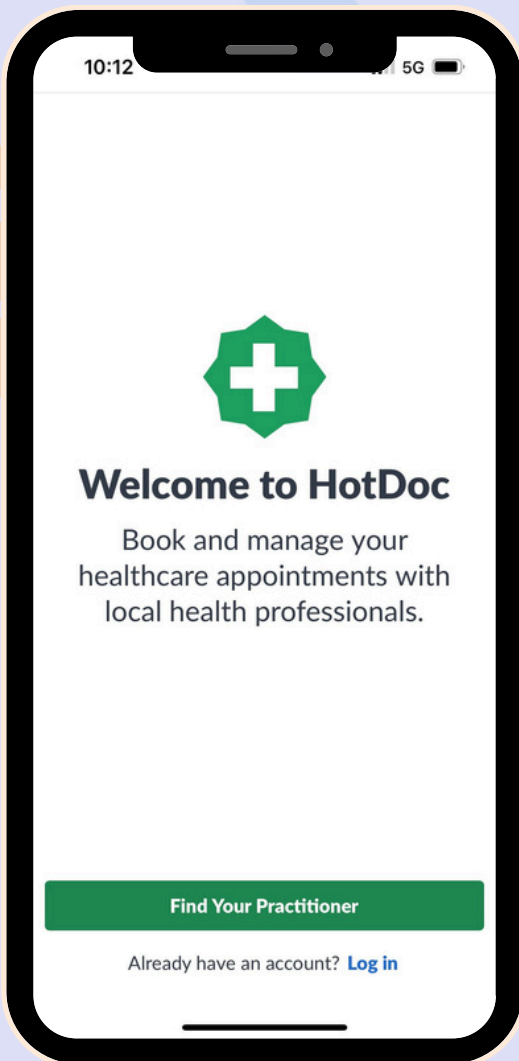 10:12 5G
Welcome to HotDoc
Book and manage your
healthcare appointments with
local health professionals.
Find Your Practitioner
Already have an account? Log in